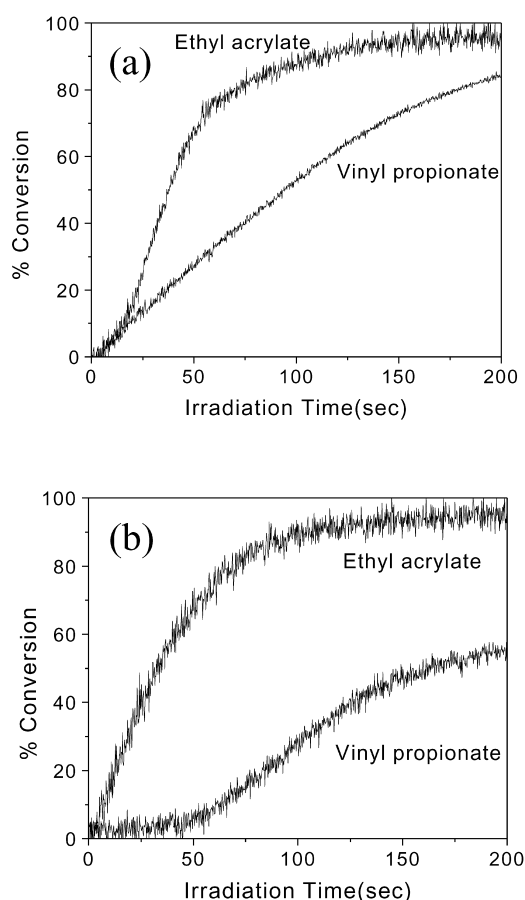 100
Ethyl acrylate
(a)
80
60
Vinyl propionate
40
20
0
% Conversion
0 50 100 150 200
Irradiation Time(sec)
100
(b)
80
Ethyl acrylate
60
40
Vinyl propionate
20
0
% Conversion
0 50 100 150 200
Irradiation Time(sec)